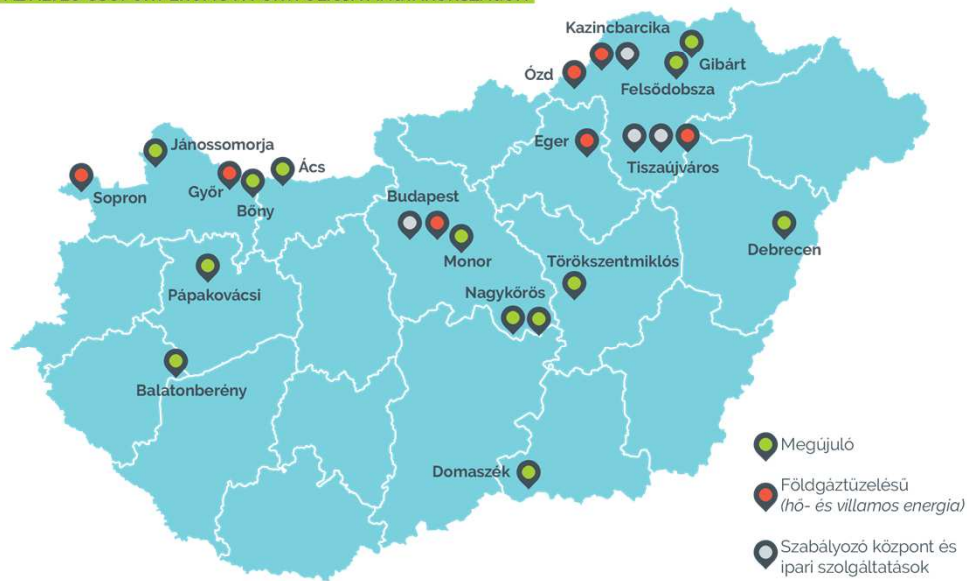 Kazincbarcika
Ózd
Gibárt
Felsődobsza
Jánossomorja
Eger
Tiszaújváros
Ács
Sopron
Győr
Bőny
Budapest
Debrecen
Monor
Törökszentmiklós
Pápakovácsi
Nagykőrös
Balatonberény
Domaszék
Megújuló
Földgáztüzelésű
(hő- és villamos energia)
Szabályozó központ és
ipari szolgáltatások